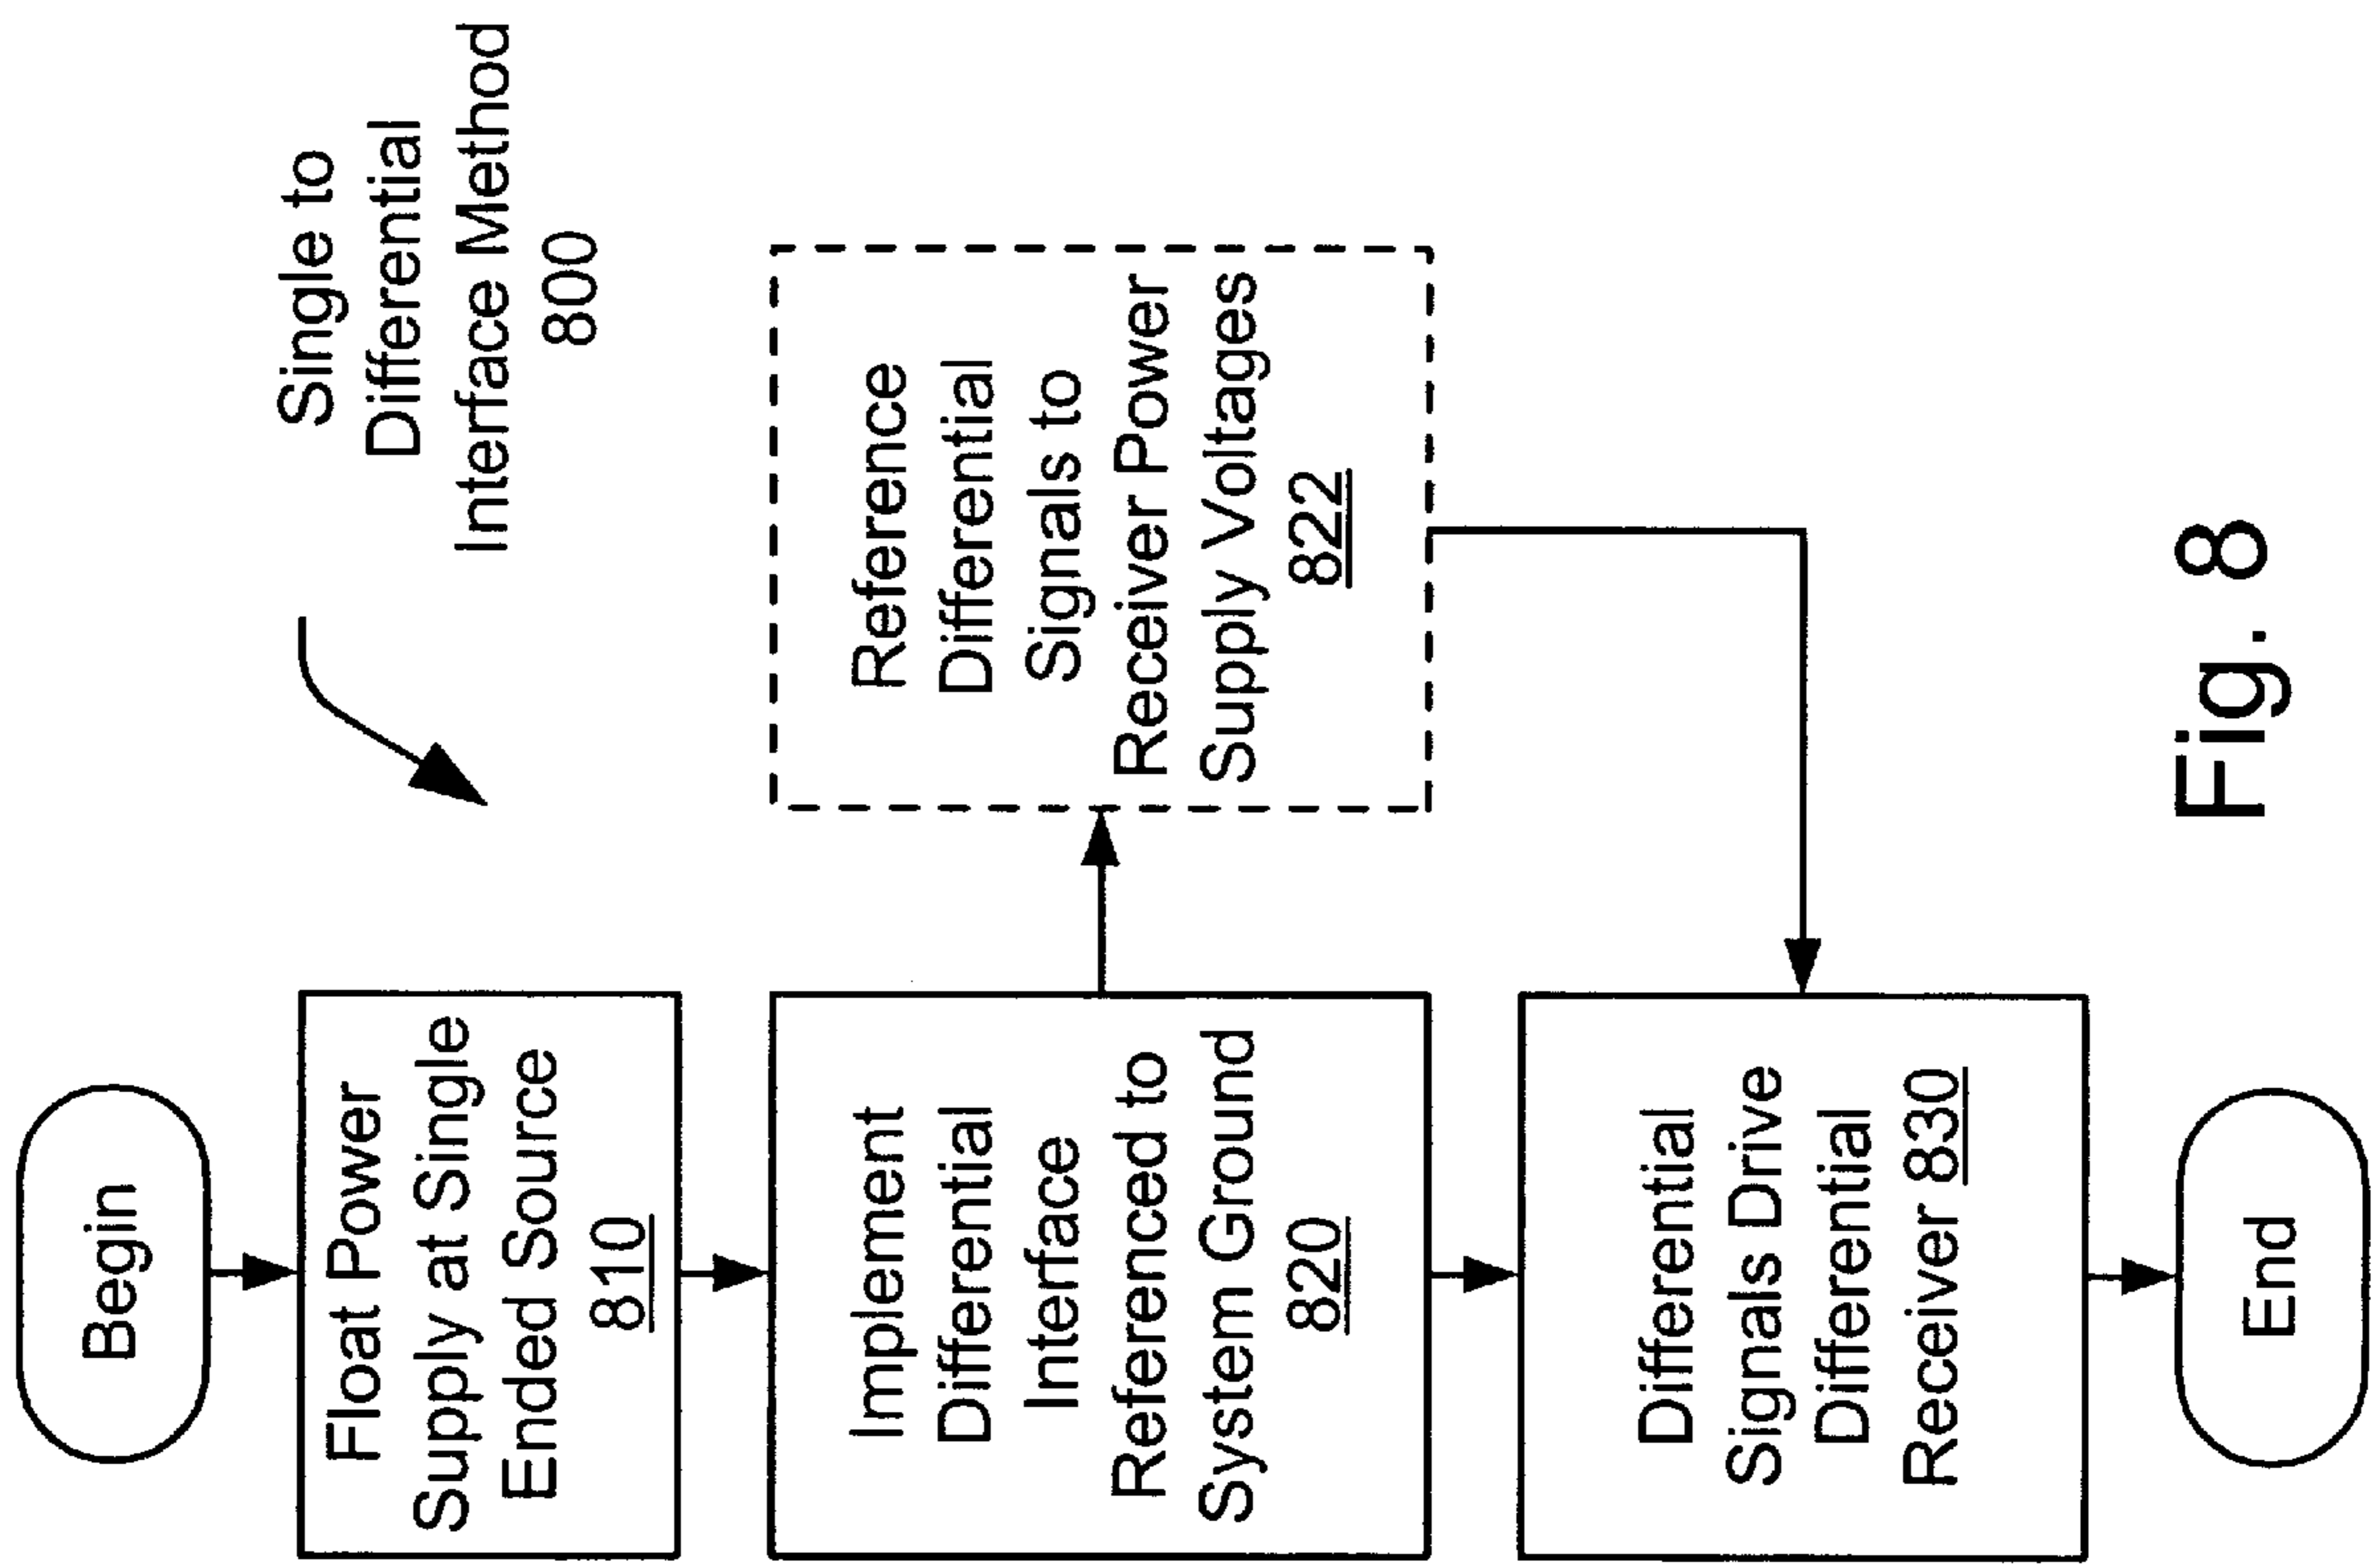 Single to
Differential
Interface Method
800
Begin
Float Power
Supply at Single
Ended Source
810
Implement
Differential
Interface
Referenced to
System Ground
820
Reference
Differential
Signals to
Receiver Power
Supply Voltages
822
Differential
Signals Drive
Differential
Receiver 830
End
Fig. 8